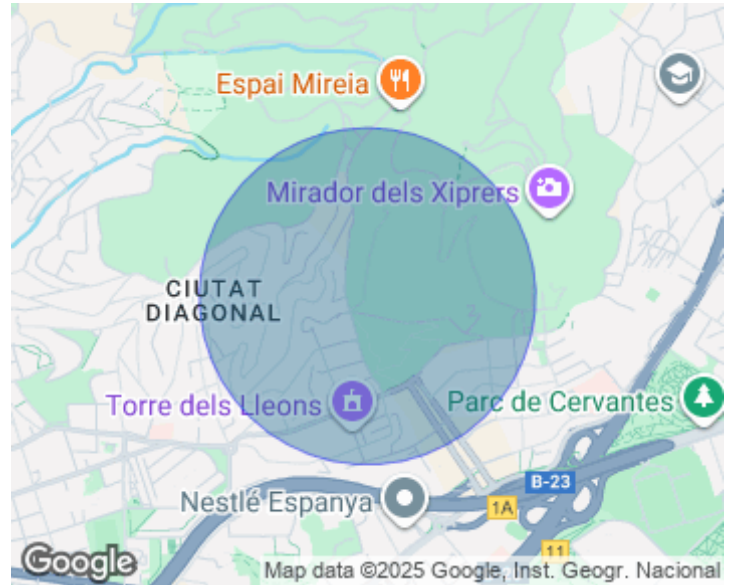 Espai Mireia
Mirador dels Xiprers
CIUTAT
DIAGONAL
Torre dels Lleons
Parc de Cervantes
B-23
Nestlé Espanya
1A
11
Google
Map data ©2025 Google, Inst. Geogr. Nacional